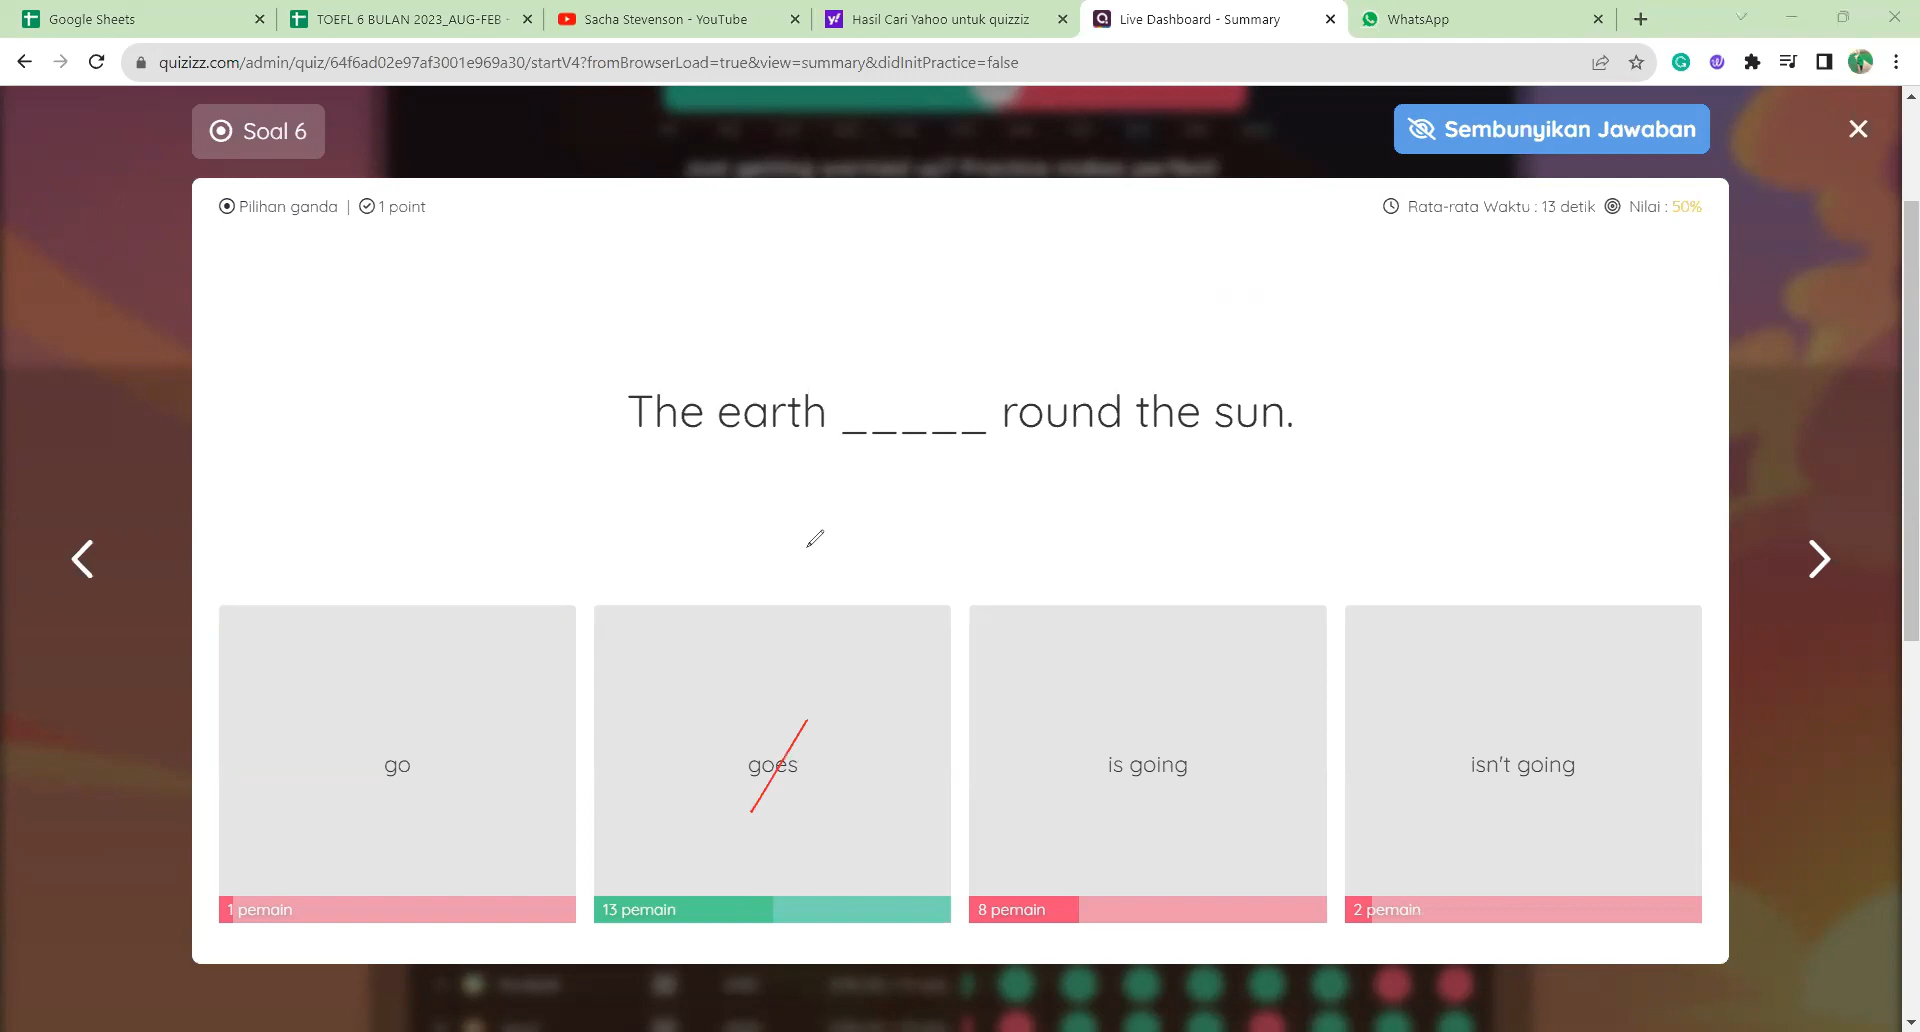 Google Sheets
TOEFL 6 BULAN 2023_AUG-FEB -
Sacha Stevenson - YouTube
Hasil Cari Yahoo untuk quizziz
Live Dashboard - Summary
WhatsApp
quizizz.com/admin/quiz/64f6ad02e97af3001e969a30/startV4?fromBrowserLoad=true&view=summary&didInitPractice=false
Soal 6
Sembunyikan Jawaban
Pilihan ganda | 1 point
Rata-rata Waktu : 13 detik Nilai : 50%
The earth _____ round the sun.
go
goes
is going
isn't going
1 pemain
13 pemain
8 pemain
2 pemain